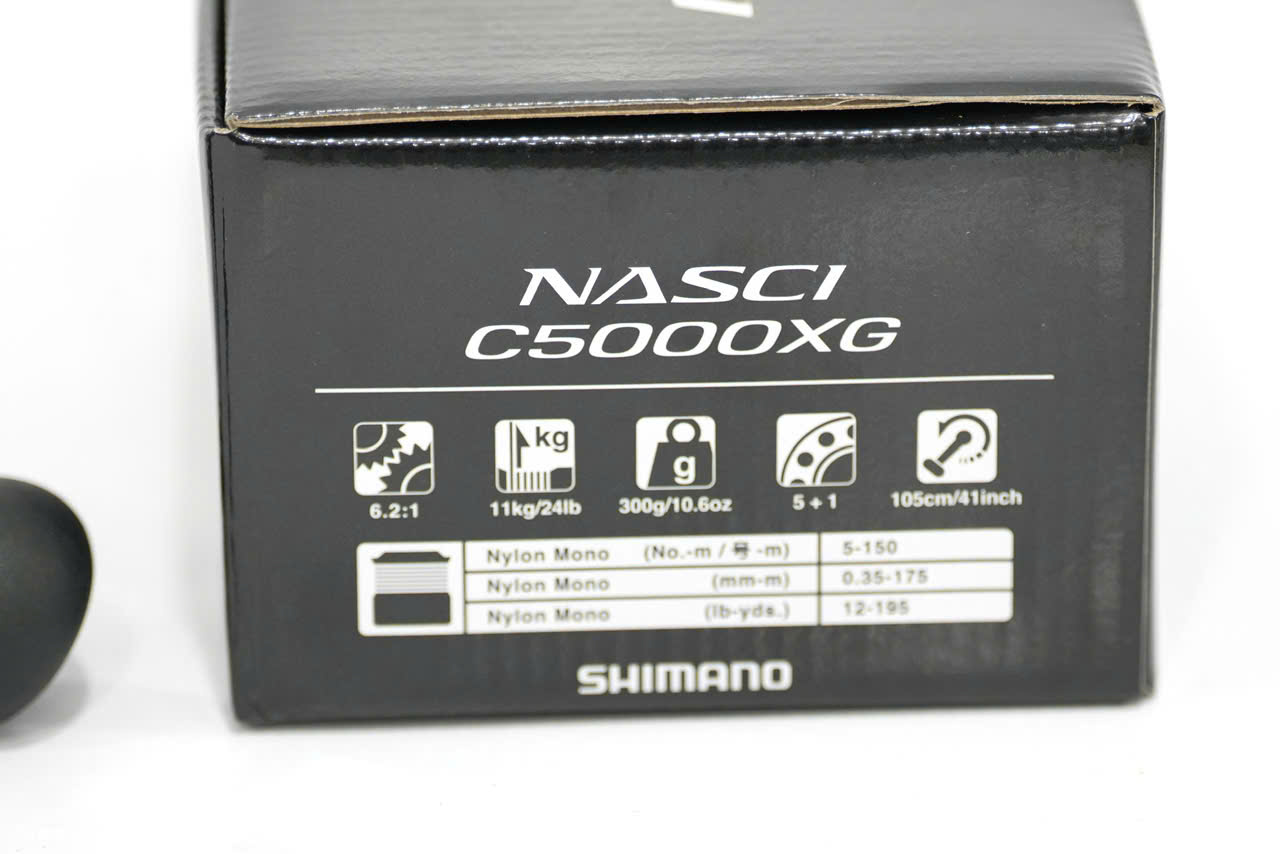 NASCI
C5000XG
kg
g
6.2:1 11kg/24lb 300g/10.6oz 5+1 105cm/41inch
Nylon Mono (No.-m / 号 -m) 5-150
Nylon Mono (mm-m) 0.35-175
Nylon Mono (lb-yds.) 12-195
SHIMANO